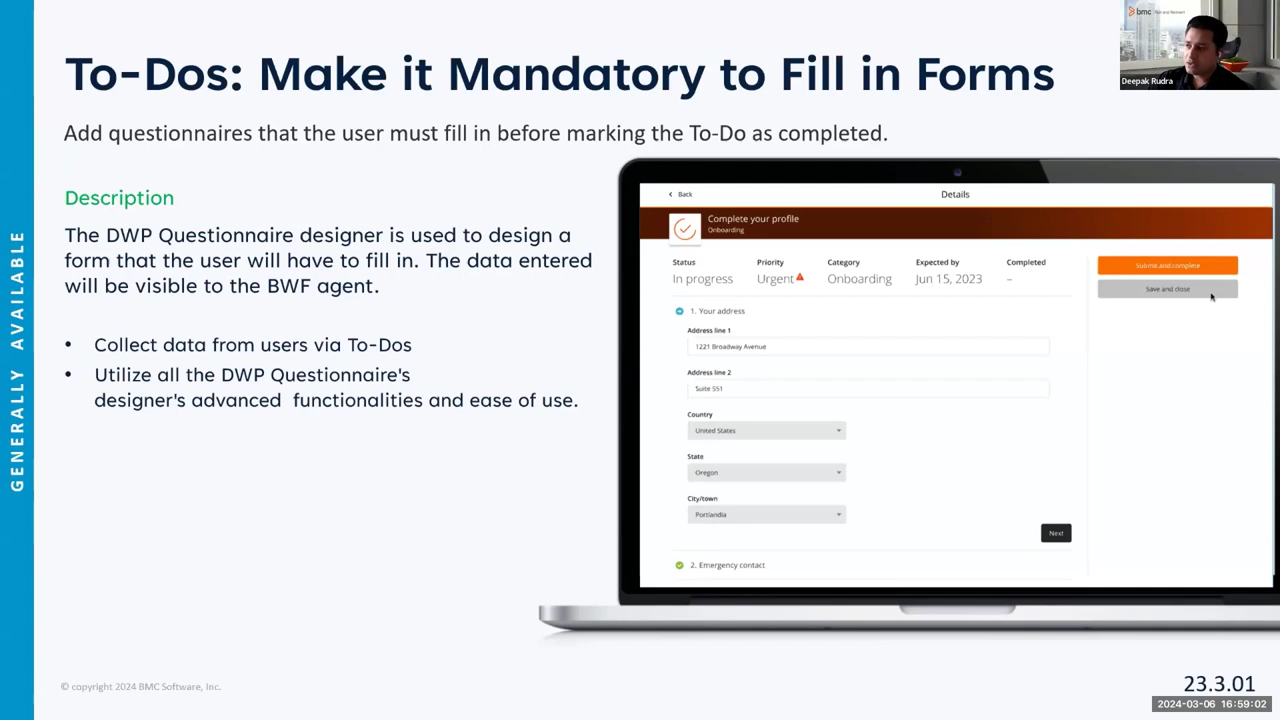 bmc
Deepak Rudra
To-Dos: Make it Mandatory to Fill in Forms
Add questionnaires that the user must fill in before marking the To-Do as completed.
GENERALLY AVAILABLE
Description
The DWP Questionnaire designer is used to design a
form that the user will have to fill in. The data entered
will be visible to the BWF agent.
• Collect data from users via To-Dos
• Utilize all the DWP Questionnaire's
designer's advanced  functionalities and ease of use.
Back
Details
Complete your profile
Onboarding
Status Priority Category Expected by Completed
In progress Urgent Onboarding Jun 15, 2023 –
Submit and complete
Save and close
1. Your address
Address line 1
1221 Broadway Avenue
Address line 2
Suite 551
Country
United States
State
Oregon
City/town
Portlandia
Next
2. Emergency contact
© copyright 2024 BMC Software, Inc.
23.3.01
2024-03-06 16:59:02